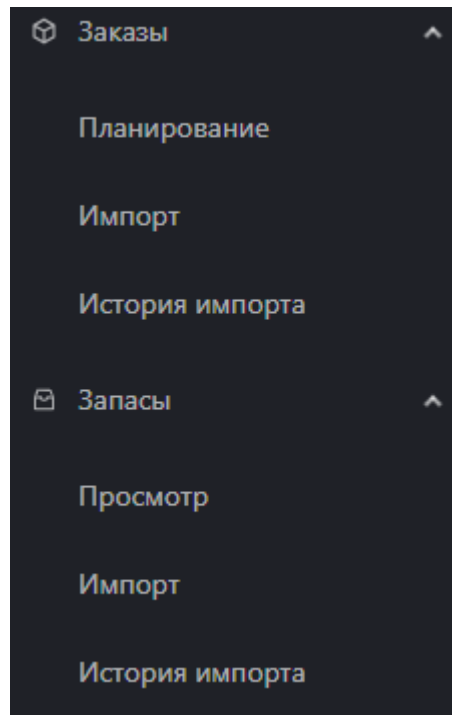 Заказы
Планирование
Импорт
История импорта
Запасы
Просмотр
Импорт
История импорта